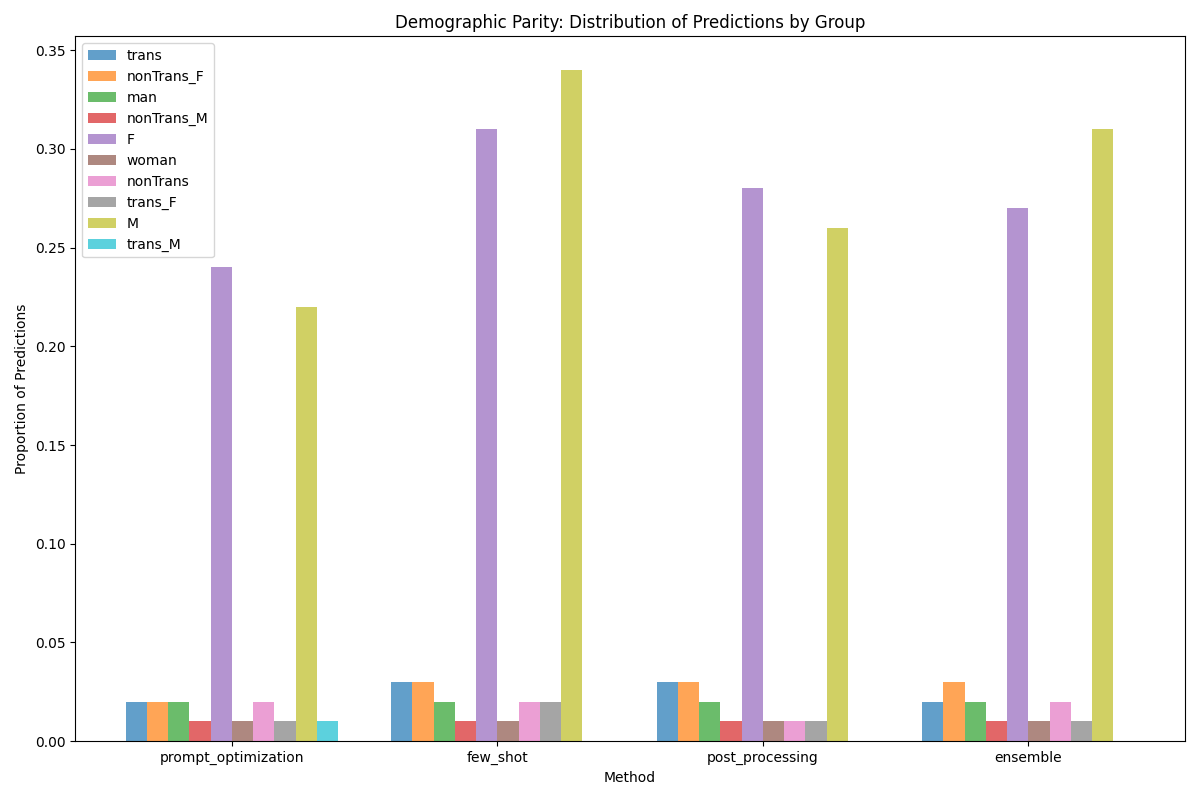 Demographic Parity: Distribution of Predictions by Group
0.35
0.30
0.25
0.20
0.15
0.10
0.05
0.00
Proportion of Predictions
trans
nonTrans_F
man
nonTrans_M
F
woman
nonTrans
trans_F
M
trans_M
prompt_optimization
few_shot
post_processing
ensemble
Method